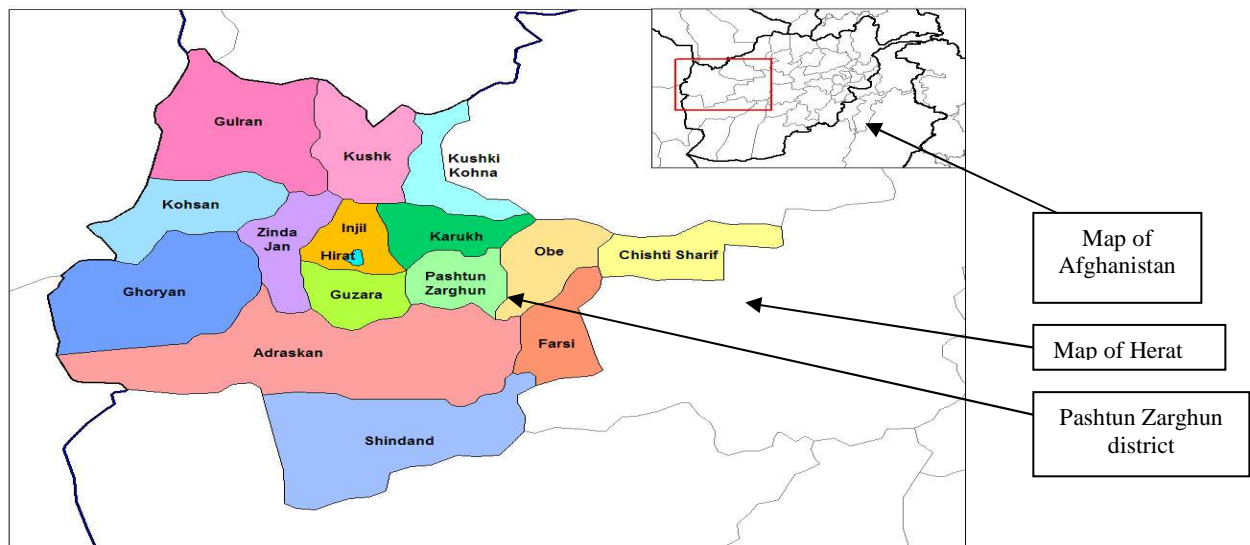 Gulran
Kushk
Kushki
Kohna
Kohsan
Zinda
Jan
Injil
Hirat
Karukh
Obe
Chishti Sharif
Ghoryan
Guzara
Pashtun
Zarghun
Adraskan
Farsi
Shindand
Map of
Afghanistan
Map of Herat
Pashtun Zarghun
district